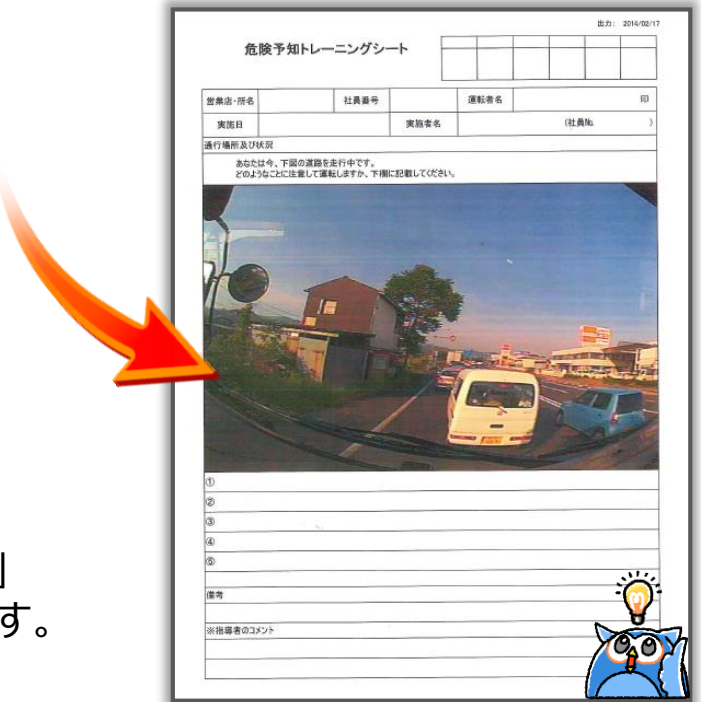 出力: 2014/02/17
危険予知トレーニングシート
営業店・所名 社員番号 運転者名 印
実施日 実施者名 (社員No. )
通行場所及び状況
あなたは今、下図の道路を走行中です。
どのようなことに注意して運転しますか、下欄に記載してください。
①
②
③
④
⑤
」
す。
備考
※指導者のコメント